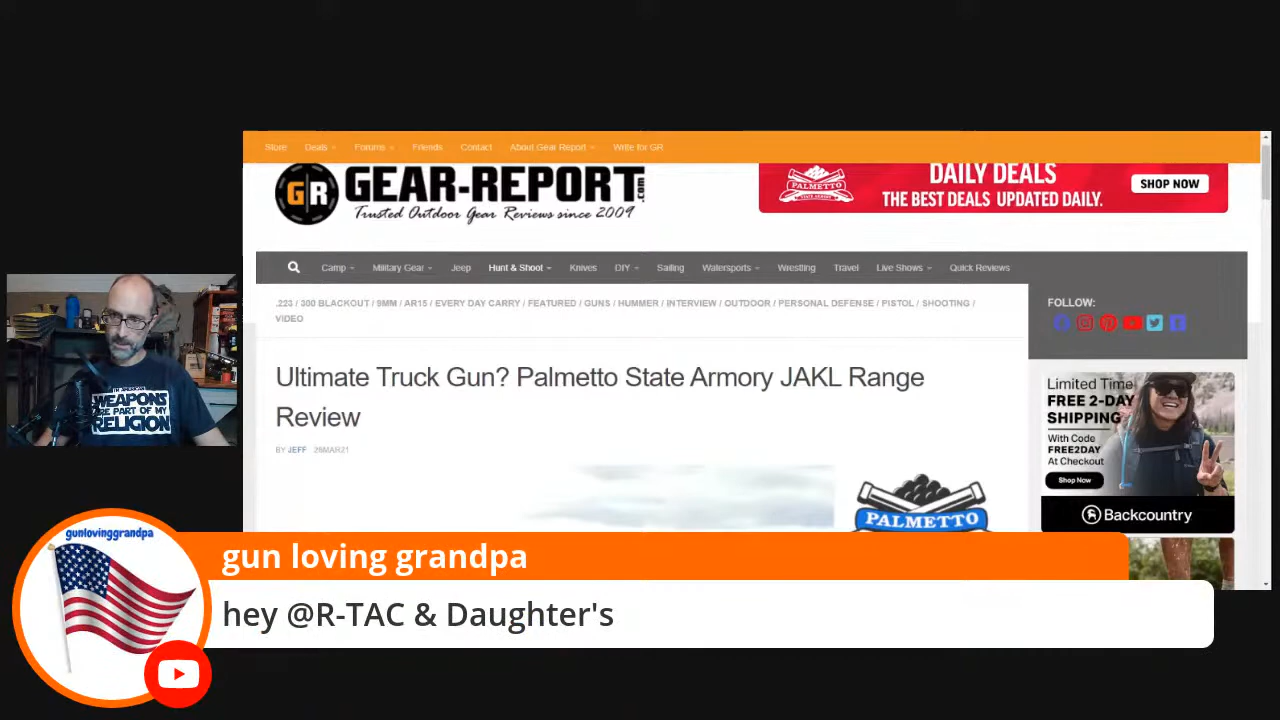 Store Deals Forums Friends Contact About Gear Report Write for GR
GR GEAR-REPORT.com
Trusted Outdoor Gear Reviews since 2009
PALMETTO
STATE ARMORY
DAILY DEALS
THE BEST DEALS UPDATED DAILY.
SHOP NOW
Camp Military Gear Jeep Hunt & Shoot Knives DIY Sailing Watersports Wrestling Travel Live Shows Quick Reviews
.223 / 300 BLACKOUT / 9MM / AR15 / EVERY DAY CARRY / FEATURED / GUNS / HUMMER / INTERVIEW / OUTDOOR / PERSONAL DEFENSE / PISTOL / SHOOTING /
VIDEO
FOLLOW:
Ultimate Truck Gun? Palmetto State Armory JAKL Range
Review
BY JEFF 26MAR21
Limited Time
FREE 2-DAY
SHIPPING
With Code
FREE2DAY
At Checkout
Shop Now
Backcountry
PALMETTO
WEAPONS
ARE PART OF MY
RELIGION
gunlovinggrandpa
gun loving grandpa
hey @R-TAC & Daughter's